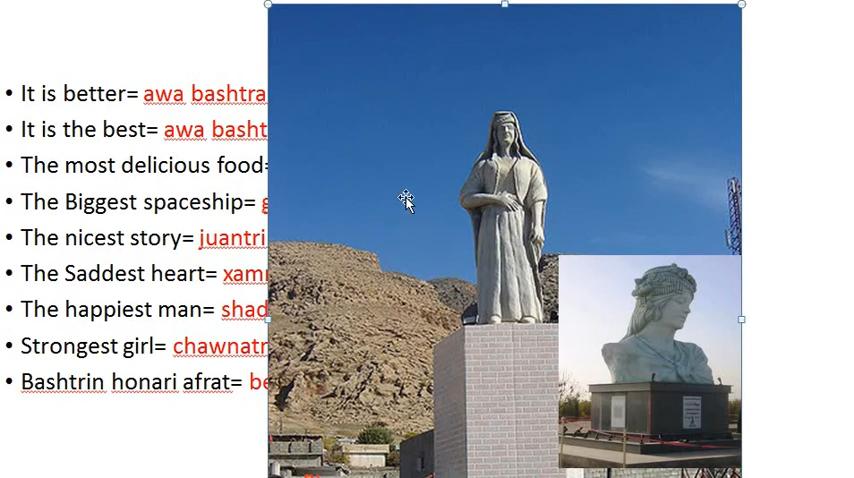 • It is better= awa bashtra
• It is the best= awa basht
• The most delicious food=
• The Biggest spaceship=
• The nicest story= juantri
• The Saddest heart= xam
• The happiest man= shad
• Strongest girl= chawnatr
• Bashtrin honari afrat= be